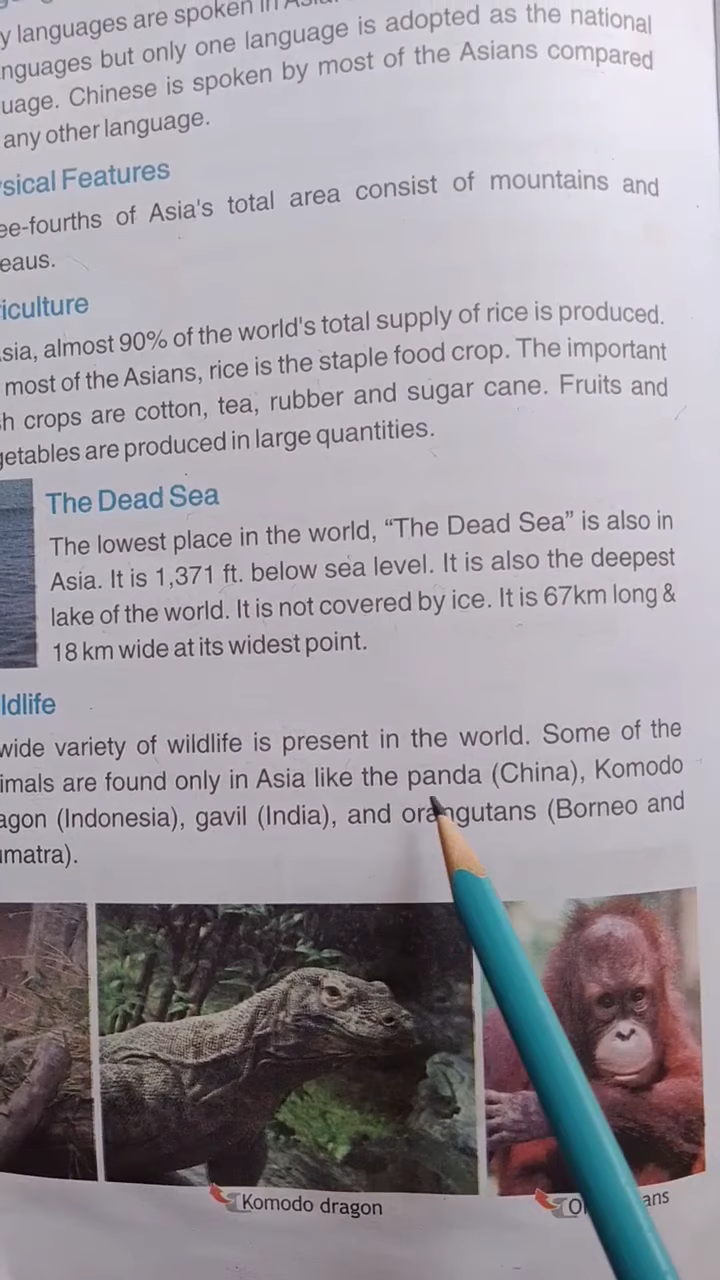 y languages are spoken in Asia
nguages but only one language is adopted as the national
uage. Chinese is spoken by most of the Asians compared
any other language.
sical Features
ee-fourths of Asia's total area consist of mountains and
eaus.
iculture
sia, almost 90% of the world's total supply of rice is produced.
most of the Asians, rice is the staple food crop. The important
h crops are cotton, tea, rubber and sugar cane. Fruits and
getables are produced in large quantities.
The Dead Sea
The lowest place in the world, “The Dead Sea” is also in
Asia. It is 1,371 ft. below sea level. It is also the deepest
lake of the world. It is not covered by ice. It is 67km long &
18 km wide at its widest point.
ldlife
wide variety of wildlife is present in the world. Some of the
imals are found only in Asia like the panda (China), Komodo
agon (Indonesia), gavil (India), and orangutans (Borneo and
umatra).
Komodo dragon
O ans